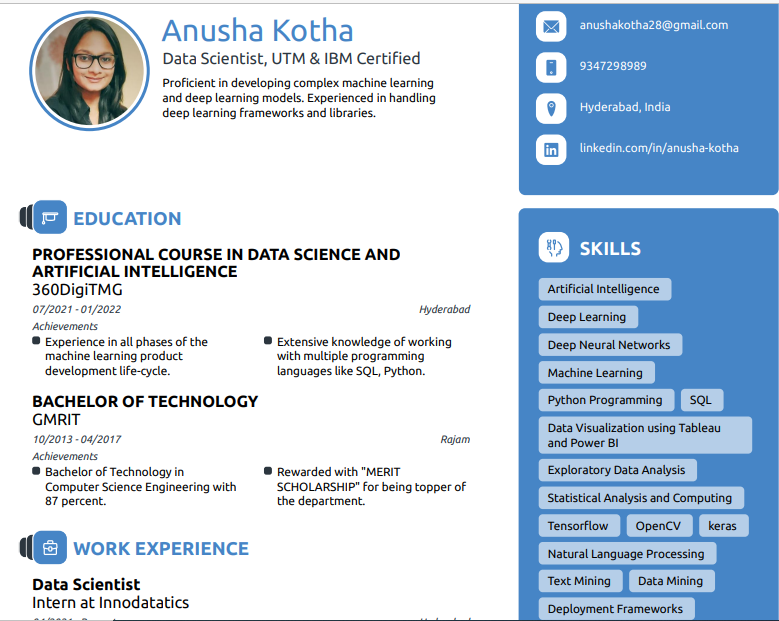 Anusha Kotha
Data Scientist, UTM & IBM Certified
Proficient in developing complex machine learning
and deep learning models. Experienced in handling
deep learning frameworks and libraries.
anushakotha28@gmail.com
9347298989
Hyderabad, India
linkedin.com/in/anusha-kotha
EDUCATION
PROFESSIONAL COURSE IN DATA SCIENCE AND
ARTIFICIAL INTELLIGENCE
360DigiTMG
07/2021 - 01/2022 Hyderabad
Achievements
Experience in all phases of the
machine learning product
development life-cycle.
Extensive knowledge of working
with multiple programming
languages like SQL, Python.
BACHELOR OF TECHNOLOGY
GMRIT
10/2013 - 04/2017 Rajam
Achievements
Bachelor of Technology in
Computer Science Engineering with
87 percent.
Rewarded with "MERIT
SCHOLARSHIP" for being topper of
the department.
WORK EXPERIENCE
Data Scientist
Intern at Innodatatics
SKILLS
Artificial Intelligence
Deep Learning
Deep Neural Networks
Machine Learning
Python Programming SQL
Data Visualization using Tableau
and Power BI
Exploratory Data Analysis
Statistical Analysis and Computing
Tensorflow OpenCV keras
Natural Language Processing
Text Mining Data Mining
Deployment Frameworks